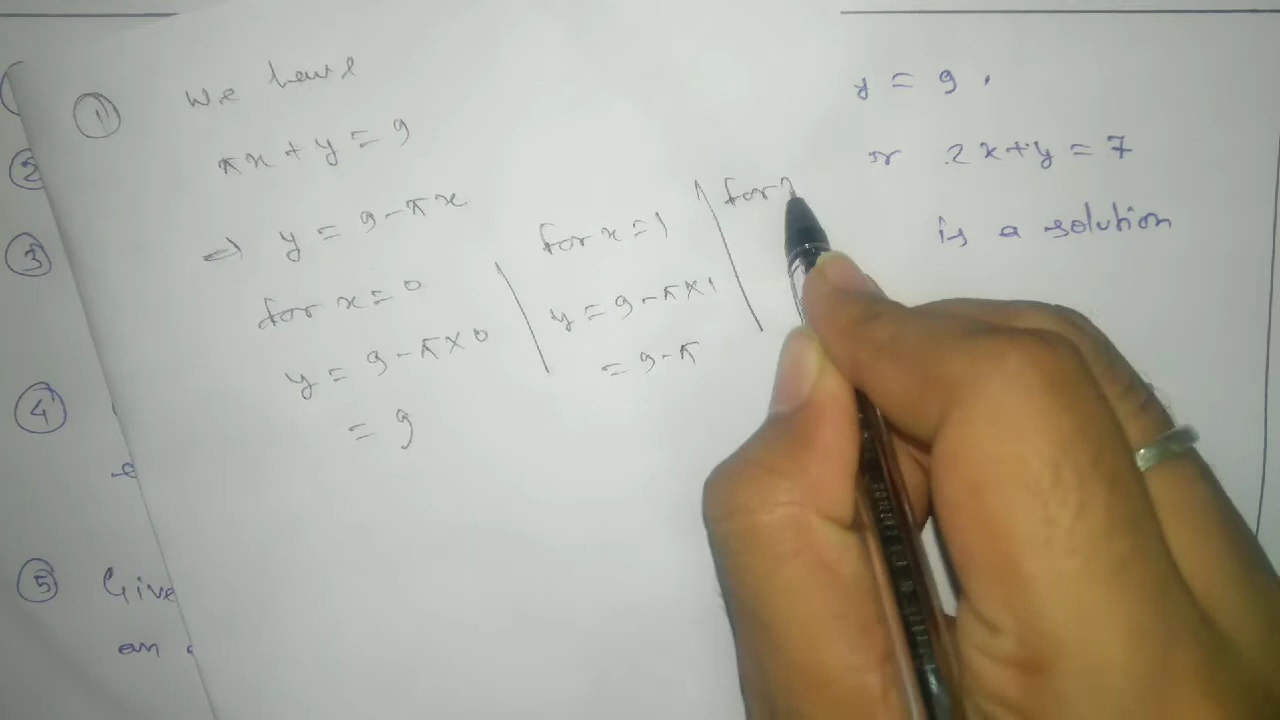 ① We have
πx + y = 9
⇒ y = 9 - πx
for x = 0
y = 9 - π×0
= 9
for x = 1
y = 9 - π×1
= 9 - π
for
y = 9 .
or 2x + y = 7
is a solution
②
③
④
⑤ Give
an